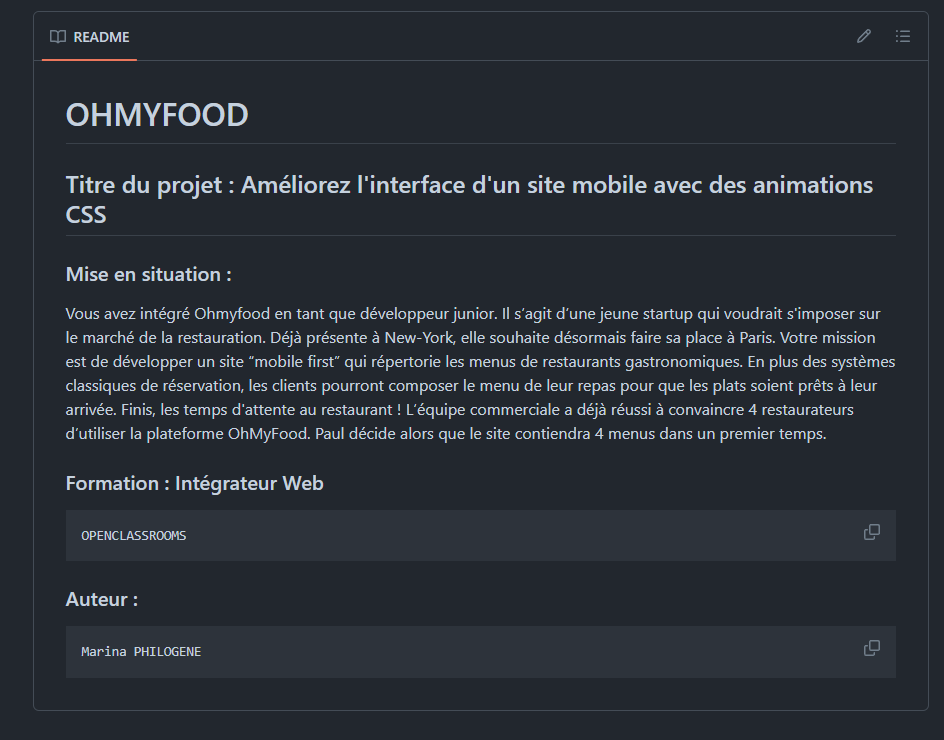 README
OHMYFOOD
Titre du projet : Améliorez l'interface d'un site mobile avec des animations
CSS
Mise en situation :
Vous avez intégré Ohmyfood en tant que développeur junior. Il s’agit d’une jeune startup qui voudrait s'imposer sur
le marché de la restauration. Déjà présente à New-York, elle souhaite désormais faire sa place à Paris. Votre mission
est de développer un site “mobile first” qui répertorie les menus de restaurants gastronomiques. En plus des systèmes
classiques de réservation, les clients pourront composer le menu de leur repas pour que les plats soient prêts à leur
arrivée. Finis, les temps d'attente au restaurant ! L’équipe commerciale a déjà réussi à convaincre 4 restaurateurs
d’utiliser la plateforme OhMyFood. Paul décide alors que le site contiendra 4 menus dans un premier temps.
Formation : Intégrateur Web
OPENCLASSROOMS
Auteur :
Marina PHILOGENE